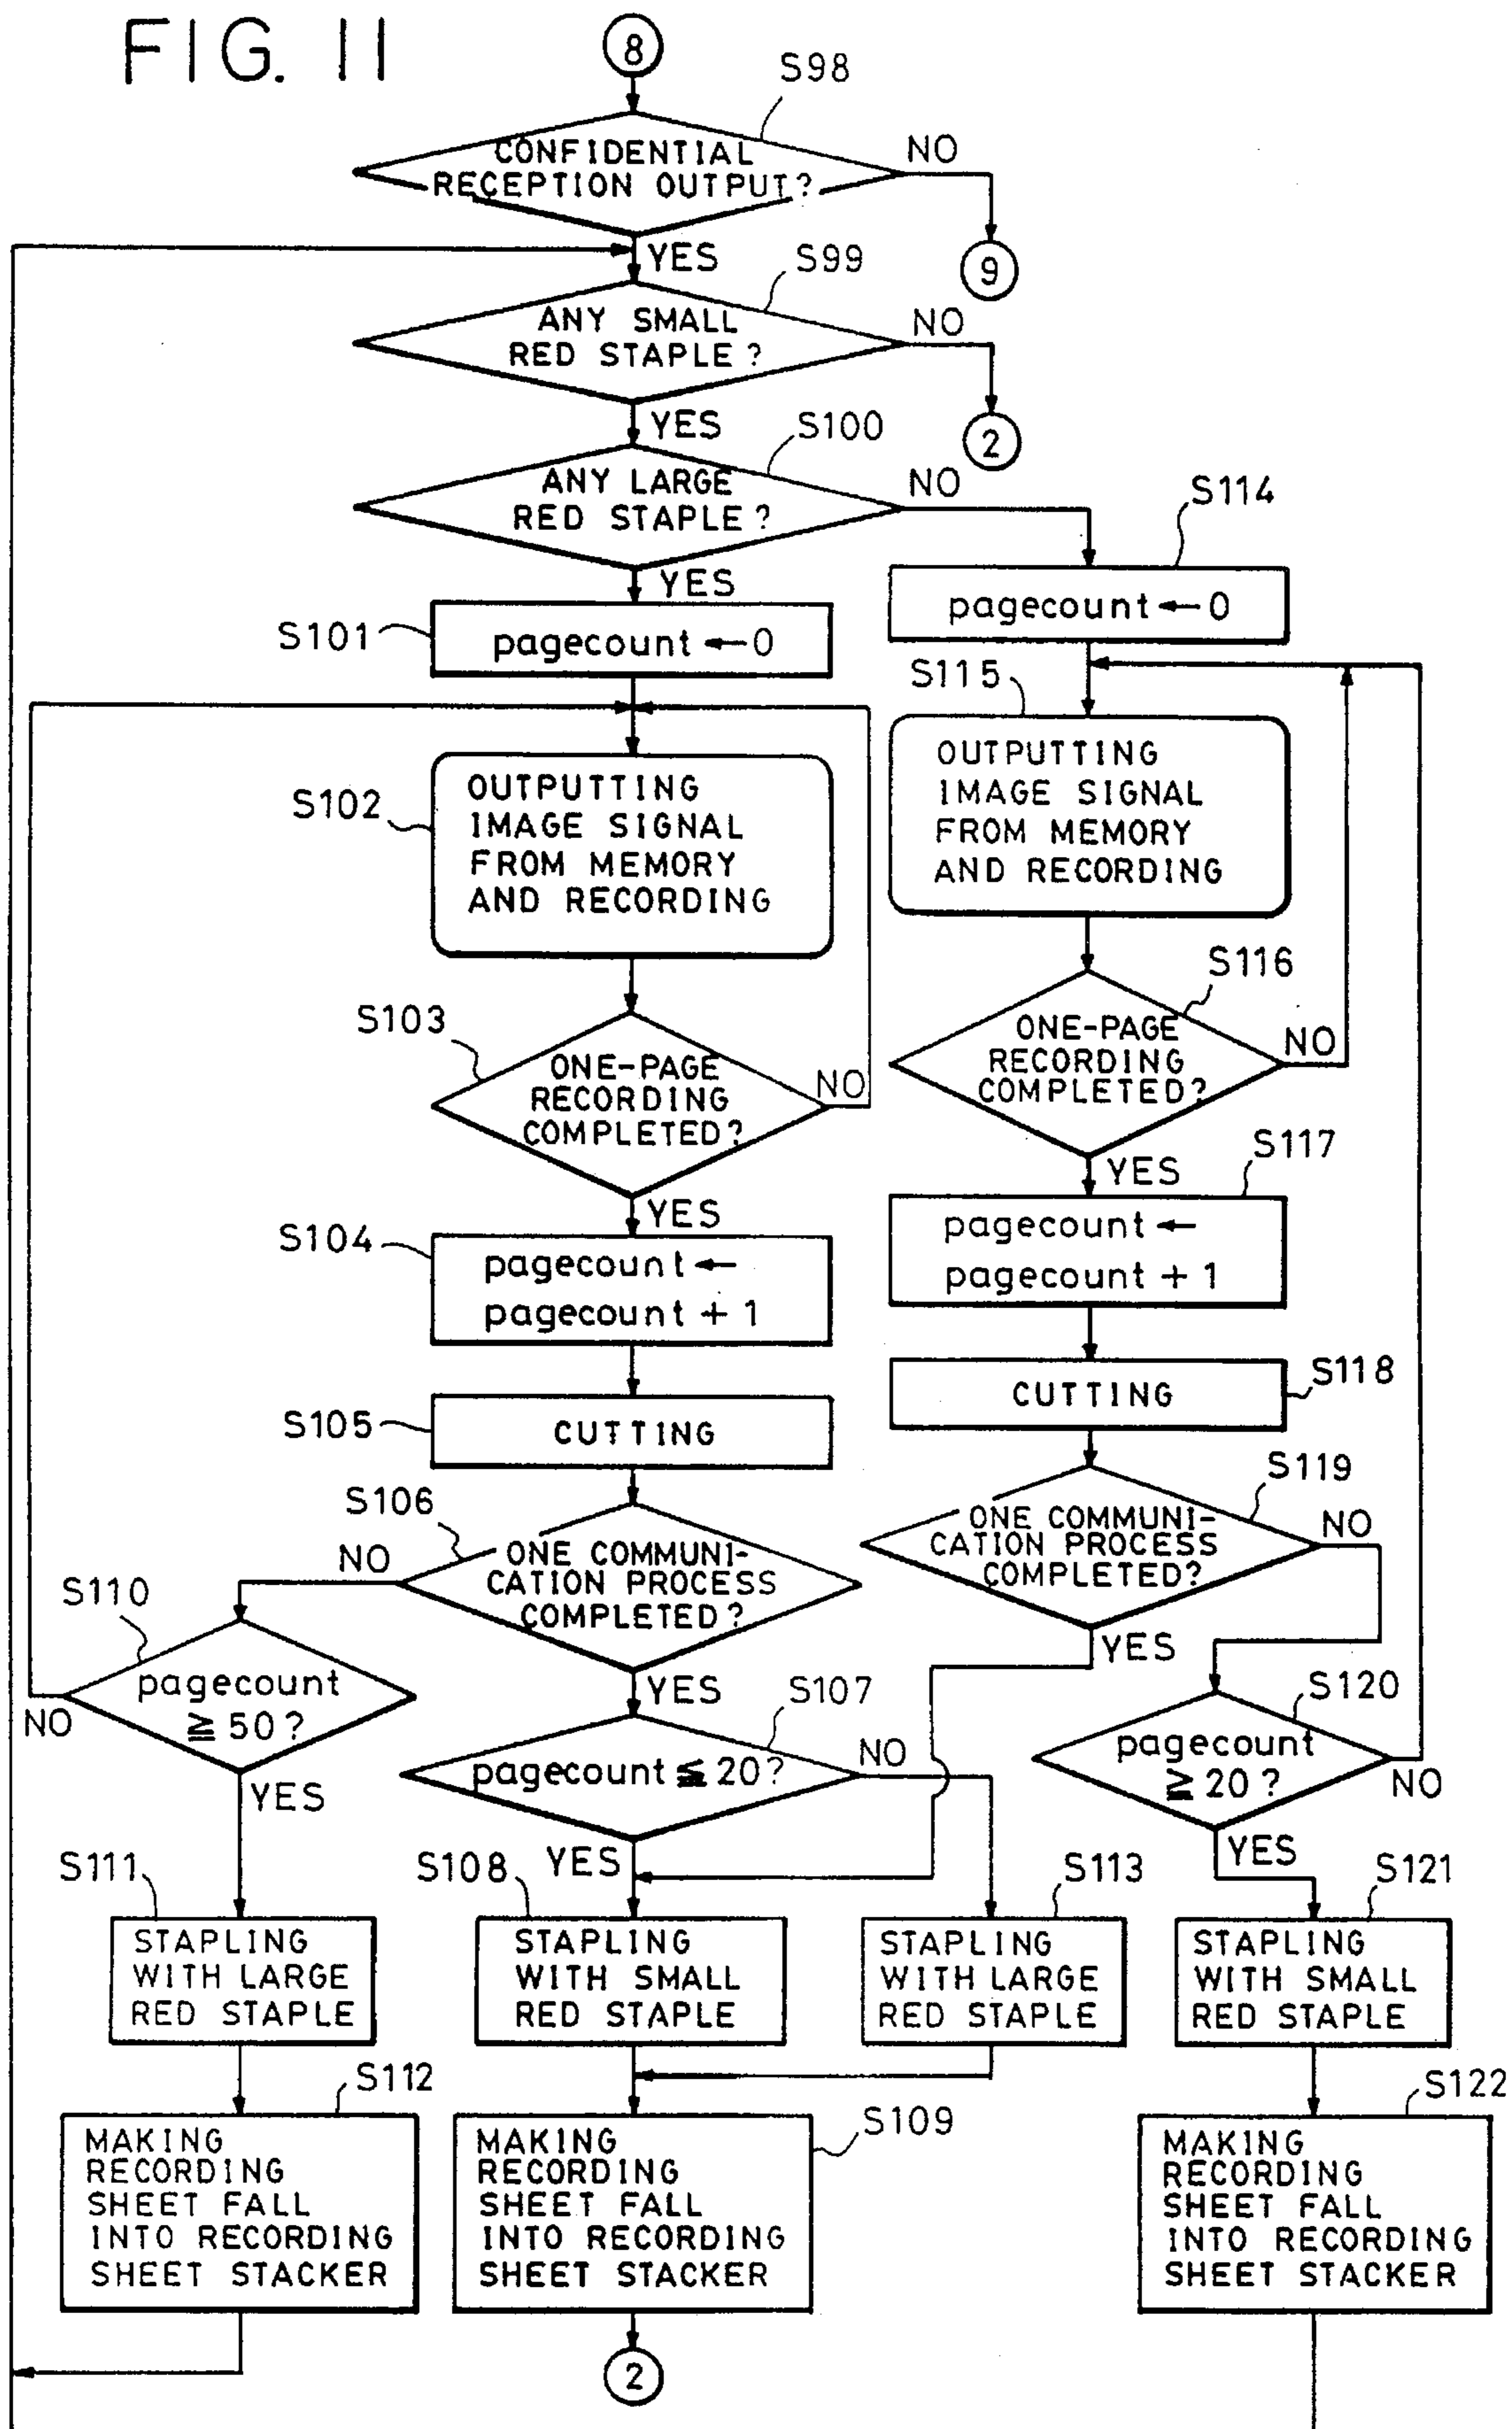 FIG. 11
8
S98
CONFIDENTIAL
RECEPTION OUTPUT?
NO
9
YES
S99
ANY SMALL
RED STAPLE?
NO
2
YES
S100
ANY LARGE
RED STAPLE?
NO
YES
S101
pagecount ← 0
S102
OUTPUTTING
IMAGE SIGNAL
FROM MEMORY
AND RECORDING
S103
ONE-PAGE
RECORDING
COMPLETED?
NO
YES
S104
pagecount ←
pagecount + 1
S105
CUTTING
S106
ONE COMMUNI-
CATION PROCESS
COMPLETED?
NO
YES
S110
pagecount
≧ 50?
NO
YES
S107
pagecount ≦ 20?
NO
YES
S111
STAPLING
WITH LARGE
RED STAPLE
S108
STAPLING
WITH SMALL
RED STAPLE
S113
STAPLING
WITH LARGE
RED STAPLE
S112
MAKING
RECORDING
SHEET FALL
INTO RECORDING
SHEET STACKER
S109
MAKING
RECORDING
SHEET FALL
INTO RECORDING
SHEET STACKER
2
S114
pagecount ← 0
S115
OUTPUTTING
IMAGE SIGNAL
FROM MEMORY
AND RECORDING
S116
ONE-PAGE
RECORDING
COMPLETED?
NO
YES
S117
pagecount ←
pagecount + 1
S118
CUTTING
S119
ONE COMMUNI-
CATION PROCESS
COMPLETED?
NO
YES
S120
pagecount
≧ 20?
NO
YES
S121
STAPLING
WITH SMALL
RED STAPLE
S122
MAKING
RECORDING
SHEET FALL
INTO RECORDING
SHEET STACKER